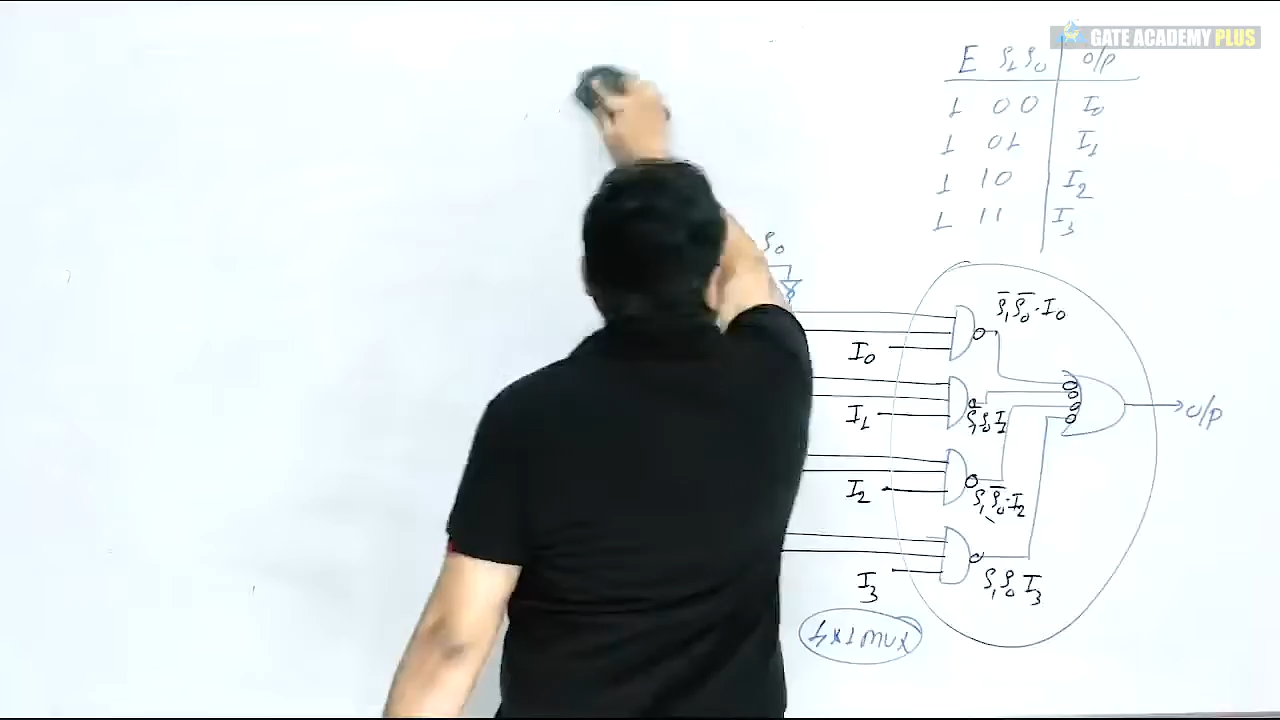 GATE ACADEMY PLUS
E S₁ S₀ O/P
1 0 0 I₀
1 0 1 I₁
1 1 0 I₂
1 1 1 I₃
S₀
S̅₁S̅₀·I₀
I₀
I₁
S₀I₁
O/P
I₂
S₁S̅₀·I₂
I₃
S₁S₀I₃
4x1 MUX